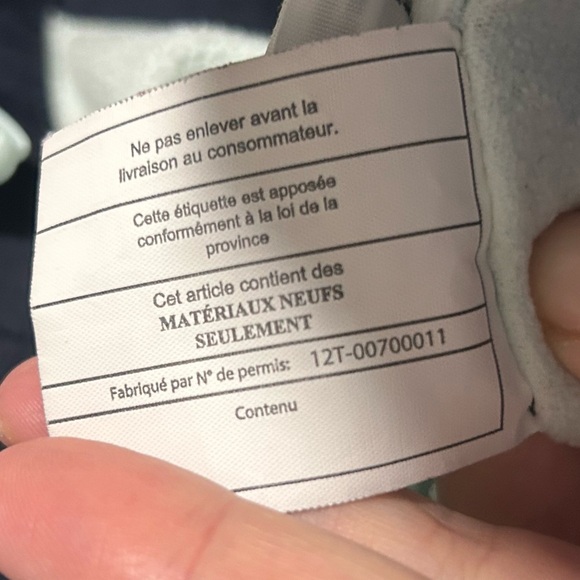 Ne pas enlever avant la
livraison au consommateur.
Cette étiquette est apposée
conformément à la loi de la
province
Cet article contient des
MATÉRIAUX NEUFS
SEULEMENT
Fabriqué par N° de permis: 12T-00700011
Contenu